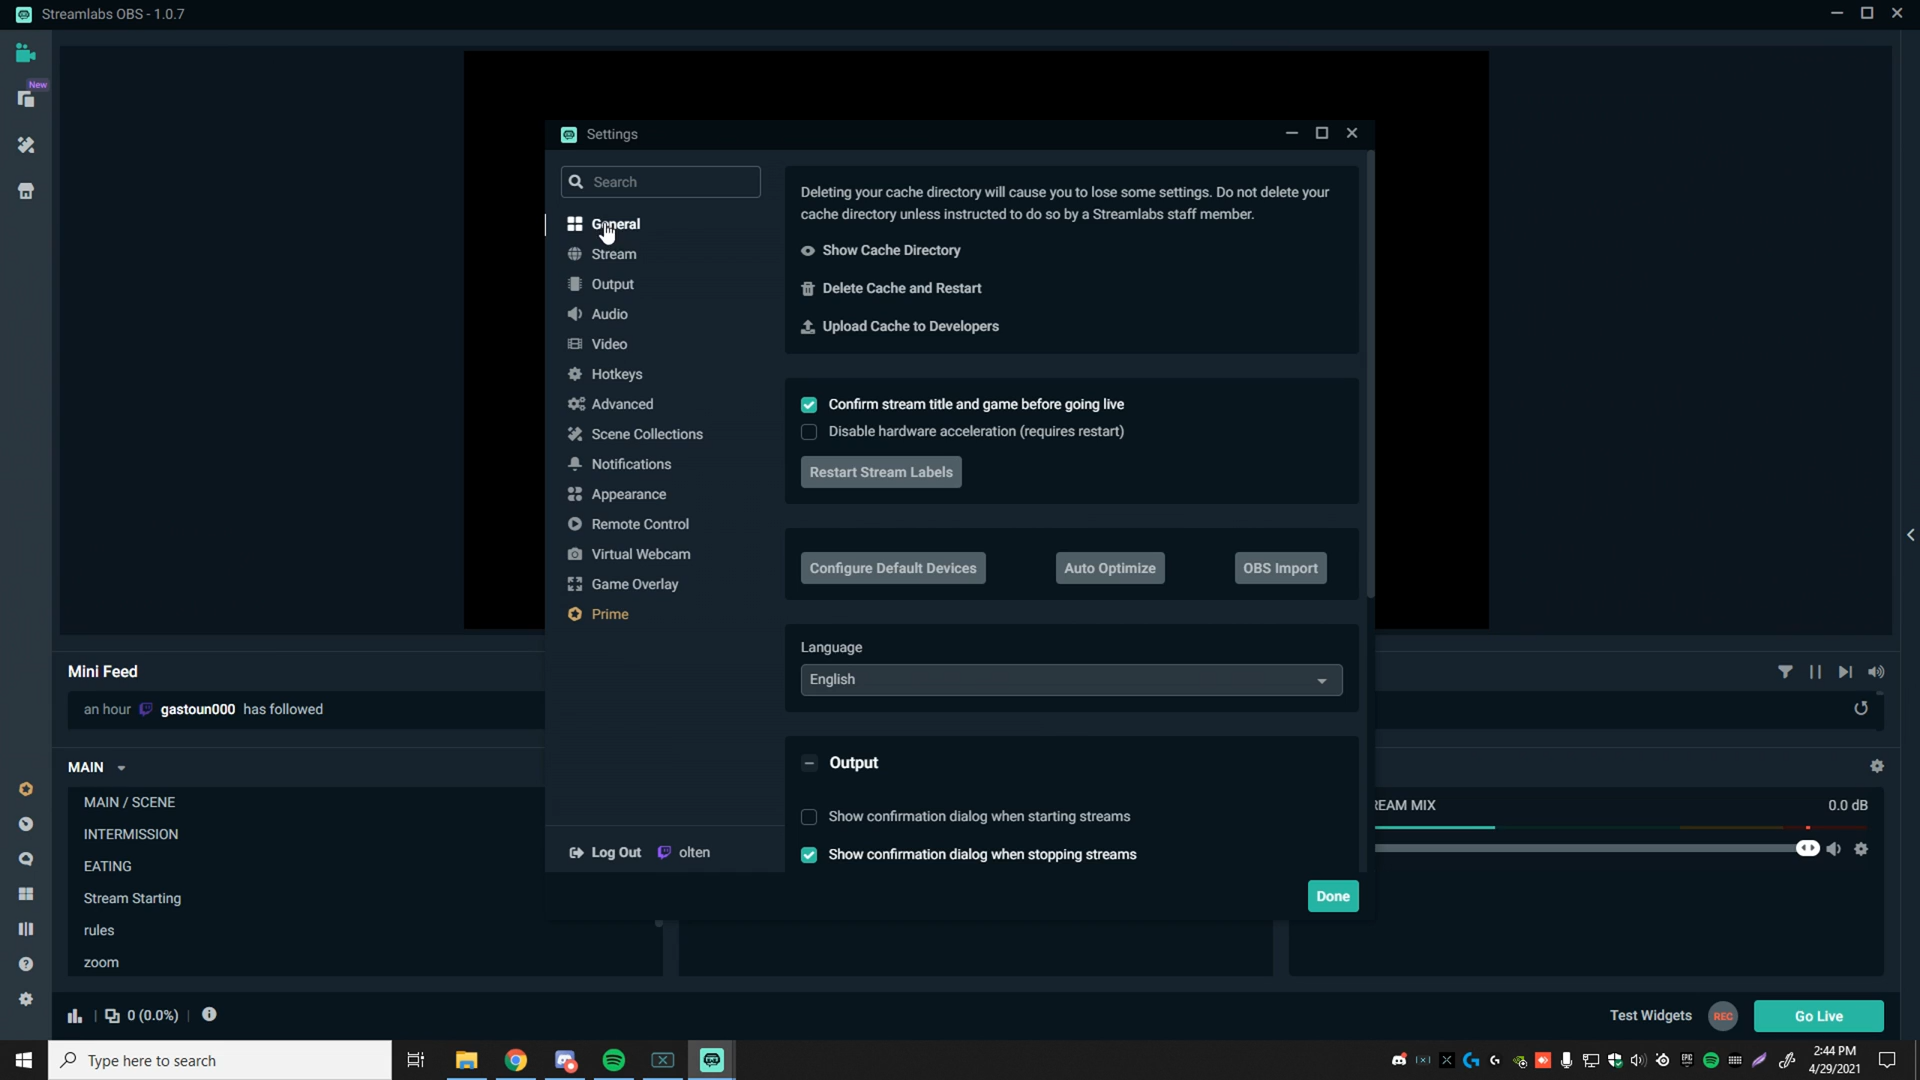 Streamlabs OBS - 1.0.7
New
Settings
Search
General
Stream
Output
Audio
Video
Hotkeys
Advanced
Scene Collections
Notifications
Appearance
Remote Control
Virtual Webcam
Game Overlay
Prime
Log Out olten
Deleting your cache directory will cause you to lose some settings. Do not delete your
cache directory unless instructed to do so by a Streamlabs staff member.
Show Cache Directory
Delete Cache and Restart
Upload Cache to Developers
Confirm stream title and game before going live
Disable hardware acceleration (requires restart)
Restart Stream Labels
Configure Default Devices Auto Optimize OBS Import
Language
English
Output
Show confirmation dialog when starting streams
Show confirmation dialog when stopping streams
Done
Mini Feed
an hour gastoun000 has followed
MAIN
MAIN / SCENE
INTERMISSION
EATING
Stream Starting
rules
zoom
REAM MIX 0.0 dB
0 (0.0%)
Test Widgets REC Go Live
Type here to search
2:44 PM
4/29/2021